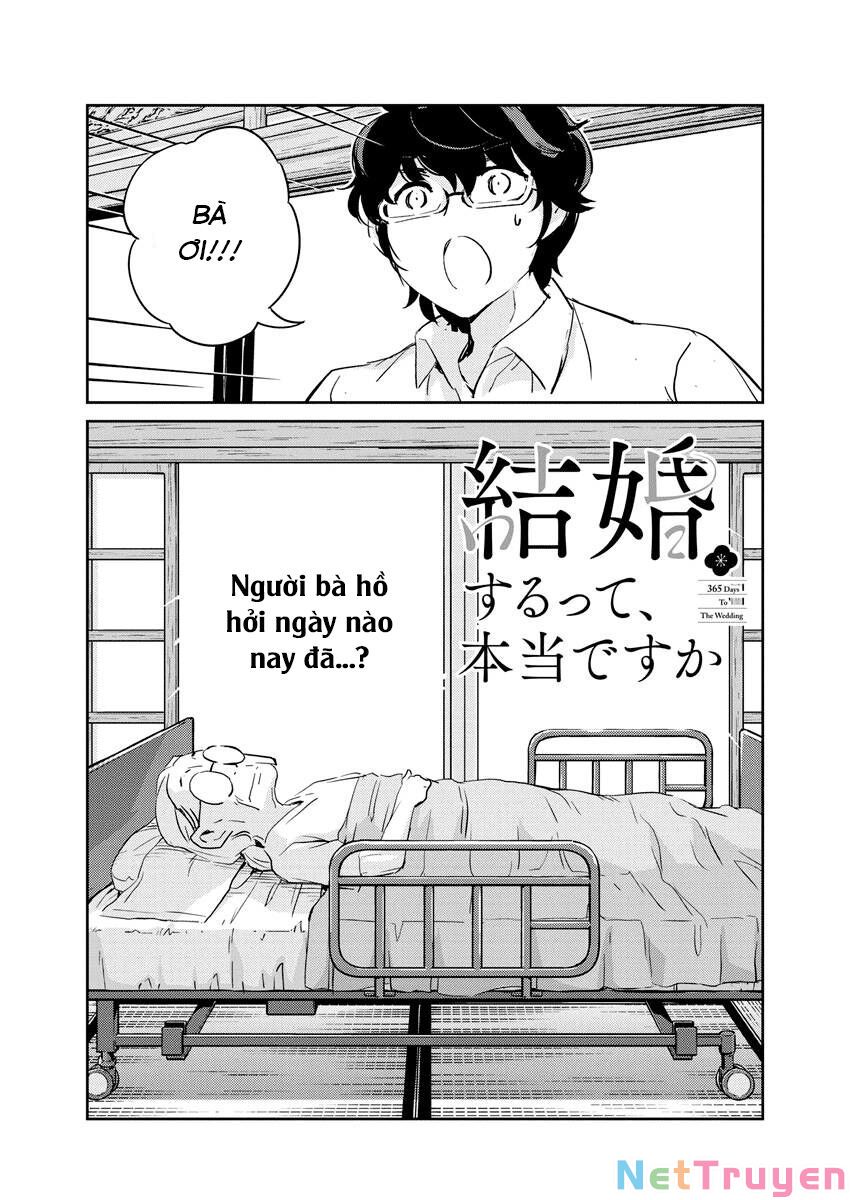 BÀ
ƠI!!!
結婚
するって、
本当ですか
365 Days
To
The Wedding
Người bà hồ
hởi ngày nào
nay đã...?
NetTruyen